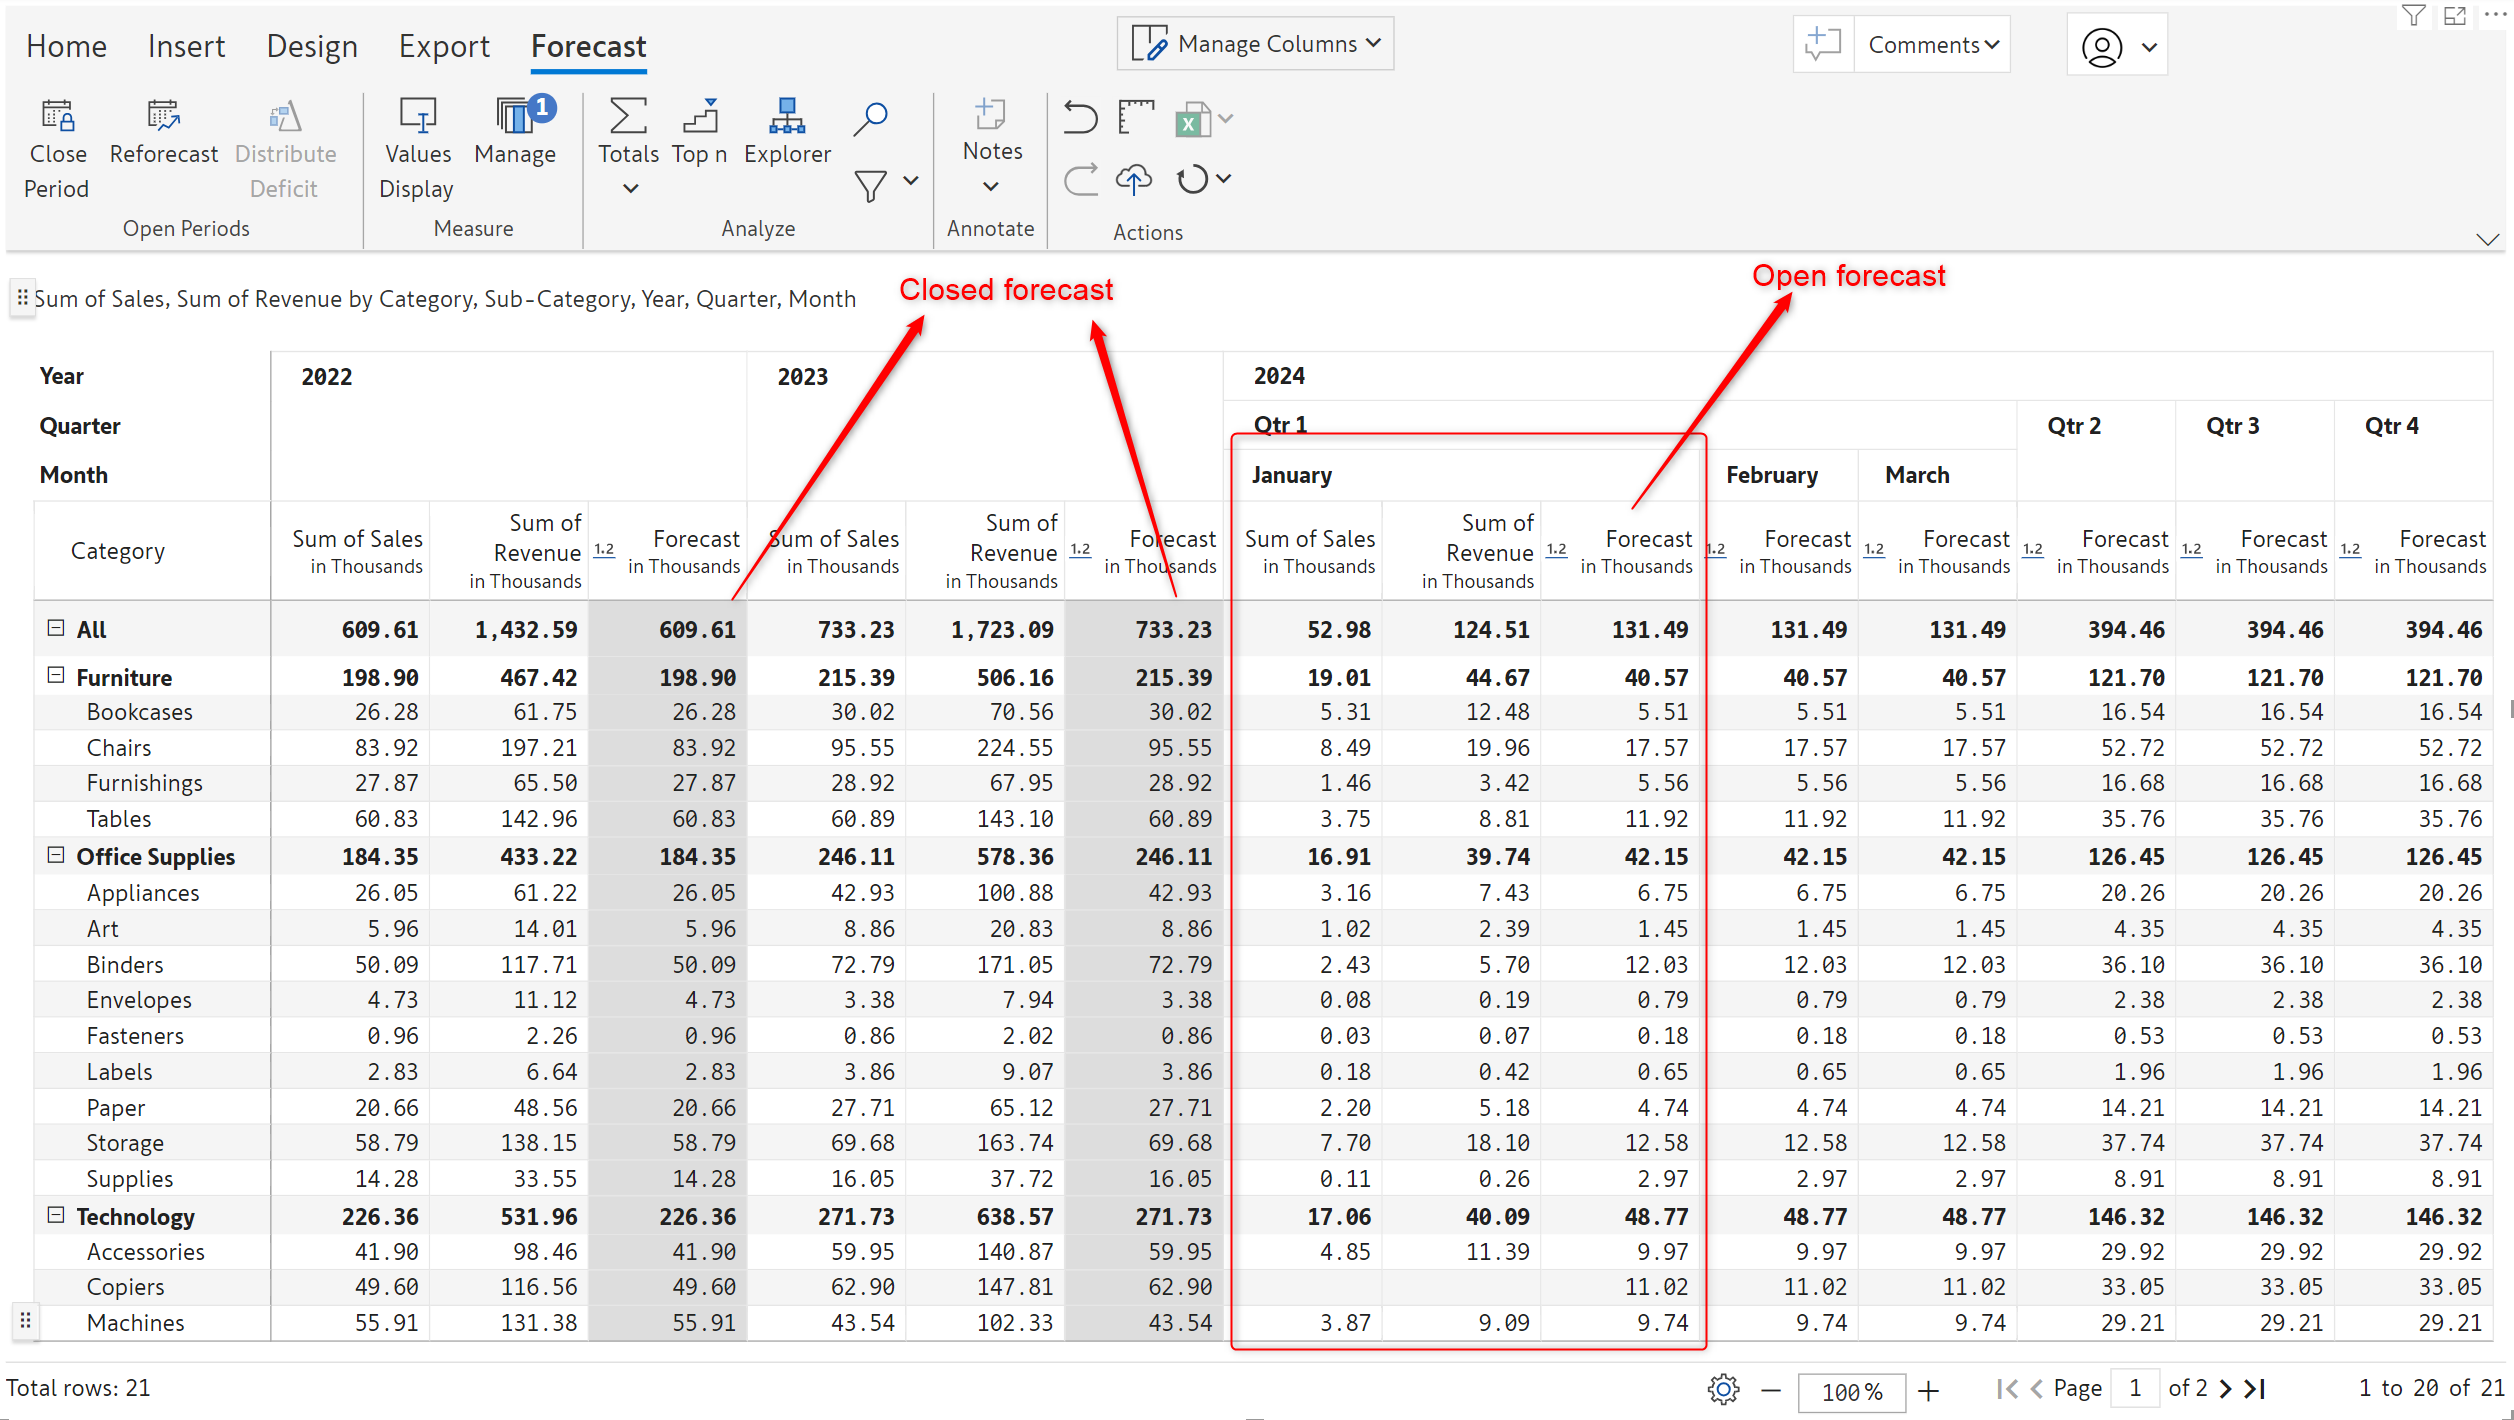 Home Insert Design Export Forecast
Manage Columns
Comments
Close Period
Reforecast
Distribute Deficit
Open Periods
Values Display
Manage 1
Measure
Totals
Top n
Explorer
Analyze
Notes
Annotate
X
Actions
Sum of Sales, Sum of Revenue by Category, Sub-Category, Year, Quarter, Month
Closed forecast
Open forecast
Year 2022 2023 2024
Quarter Qtr 1 Qtr 2 Qtr 3 Qtr 4
Month January February March
Category Sum of Sales in Thousands Sum of Revenue in Thousands 1.2 Forecast in Thousands Sum of Sales in Thousands Sum of Revenue in Thousands 1.2 Forecast in Thousands Sum of Sales in Thousands Sum of Revenue in Thousands 1.2 Forecast in Thousands 1.2 Forecast in Thousands 1.2 Forecast in Thousands 1.2 Forecast in Thousands 1.2 Forecast in Thousands 1.2 Forecast in Thousands
All 609.61 1,432.59 609.61 733.23 1,723.09 733.23 52.98 124.51 131.49 131.49 131.49 394.46 394.46 394.46
Furniture 198.90 467.42 198.90 215.39 506.16 215.39 19.01 44.67 40.57 40.57 40.57 121.70 121.70 121.70
Bookcases 26.28 61.75 26.28 30.02 70.56 30.02 5.31 12.48 5.51 5.51 5.51 16.54 16.54 16.54
Chairs 83.92 197.21 83.92 95.55 224.55 95.55 8.49 19.96 17.57 17.57 17.57 52.72 52.72 52.72
Furnishings 27.87 65.50 27.87 28.92 67.95 28.92 1.46 3.42 5.56 5.56 5.56 16.68 16.68 16.68
Tables 60.83 142.96 60.83 60.89 143.10 60.89 3.75 8.81 11.92 11.92 11.92 35.76 35.76 35.76
Office Supplies 184.35 433.22 184.35 246.11 578.36 246.11 16.91 39.74 42.15 42.15 42.15 126.45 126.45 126.45
Appliances 26.05 61.22 26.05 42.93 100.88 42.93 3.16 7.43 6.75 6.75 6.75 20.26 20.26 20.26
Art 5.96 14.01 5.96 8.86 20.83 8.86 1.02 2.39 1.45 1.45 1.45 4.35 4.35 4.35
Binders 50.09 117.71 50.09 72.79 171.05 72.79 2.43 5.70 12.03 12.03 12.03 36.10 36.10 36.10
Envelopes 4.73 11.12 4.73 3.38 7.94 3.38 0.08 0.19 0.79 0.79 0.79 2.38 2.38 2.38
Fasteners 0.96 2.26 0.96 0.86 2.02 0.86 0.03 0.07 0.18 0.18 0.18 0.53 0.53 0.53
Labels 2.83 6.64 2.83 3.86 9.07 3.86 0.18 0.42 0.65 0.65 0.65 1.96 1.96 1.96
Paper 20.66 48.56 20.66 27.71 65.12 27.71 2.20 5.18 4.74 4.74 4.74 14.21 14.21 14.21
Storage 58.79 138.15 58.79 69.68 163.74 69.68 7.70 18.10 12.58 12.58 12.58 37.74 37.74 37.74
Supplies 14.28 33.55 14.28 16.05 37.72 16.05 0.11 0.26 2.97 2.97 2.97 8.91 8.91 8.91
Technology 226.36 531.96 226.36 271.73 638.57 271.73 17.06 40.09 48.77 48.77 48.77 146.32 146.32 146.32
Accessories 41.90 98.46 41.90 59.95 140.87 59.95 4.85 11.39 9.97 9.97 9.97 29.92 29.92 29.92
Copiers 49.60 116.56 49.60 62.90 147.81 62.90 11.02 11.02 11.02 33.05 33.05 33.05
Machines 55.91 131.38 55.91 43.54 102.33 43.54 3.87 9.09 9.74 9.74 9.74 29.21 29.21 29.21
Total rows: 21 100% Page 1 of 2 1 to 20 of 21